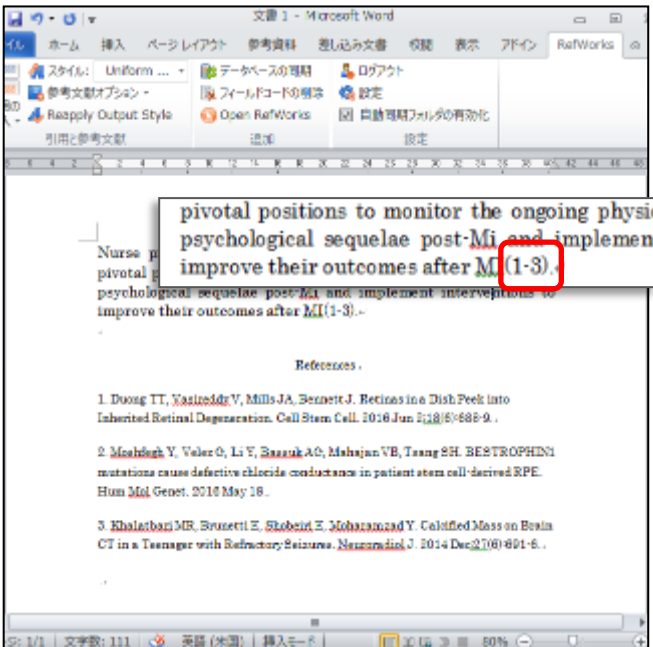 文書 1 - Microsoft Word
ホーム 挿入 ページレイアウト 参考資料 差し込み文書 校閲 表示 アドイン RefWorks
スタイル: Uniform ...
データベースの同期
ログアウト
参考文献オプション
フィールドコードの削除
設定
Reapply Output Style
Open RefWorks
自動同期フォルダの有効化
引用と参考文献
追加
設定
pivotal positions to monitor the ongoing physi
psychological sequelae post-Mi and implemen
improve their outcomes after MI(1-3).
Nurse p
pivotal p
psychological sequelae post-Mi and implement interventions to
improve their outcomes after MI(1-3).
References
1. Duong TT, Vasireddy V, Mills JA, Bennett J. Retinas in a Dish Peek into
Inherited Retinal Degeneration. Cell Stem Cell. 2016 Jun 2;18(6):688-9.
2. Moshfegh Y, Velez G, Li Y, Bassuk AG, Mahajan VB, Tsang SH. BESTROPHIN1
mutations cause defective chloride conductance in patient stem cell-derived RPE.
Hum Mol Genet. 2016 May 18.
3. Khalatbari MR, Brunetti E, Shobeiri E, Moharamzad Y. Calcified Mass on Brain
CT in a Teenager with Refractory Seizures. Neuroradiol J. 2014 Dec;27(6):691-6.
1/1 文字数: 111 英語 (米国) 挿入モード 80%